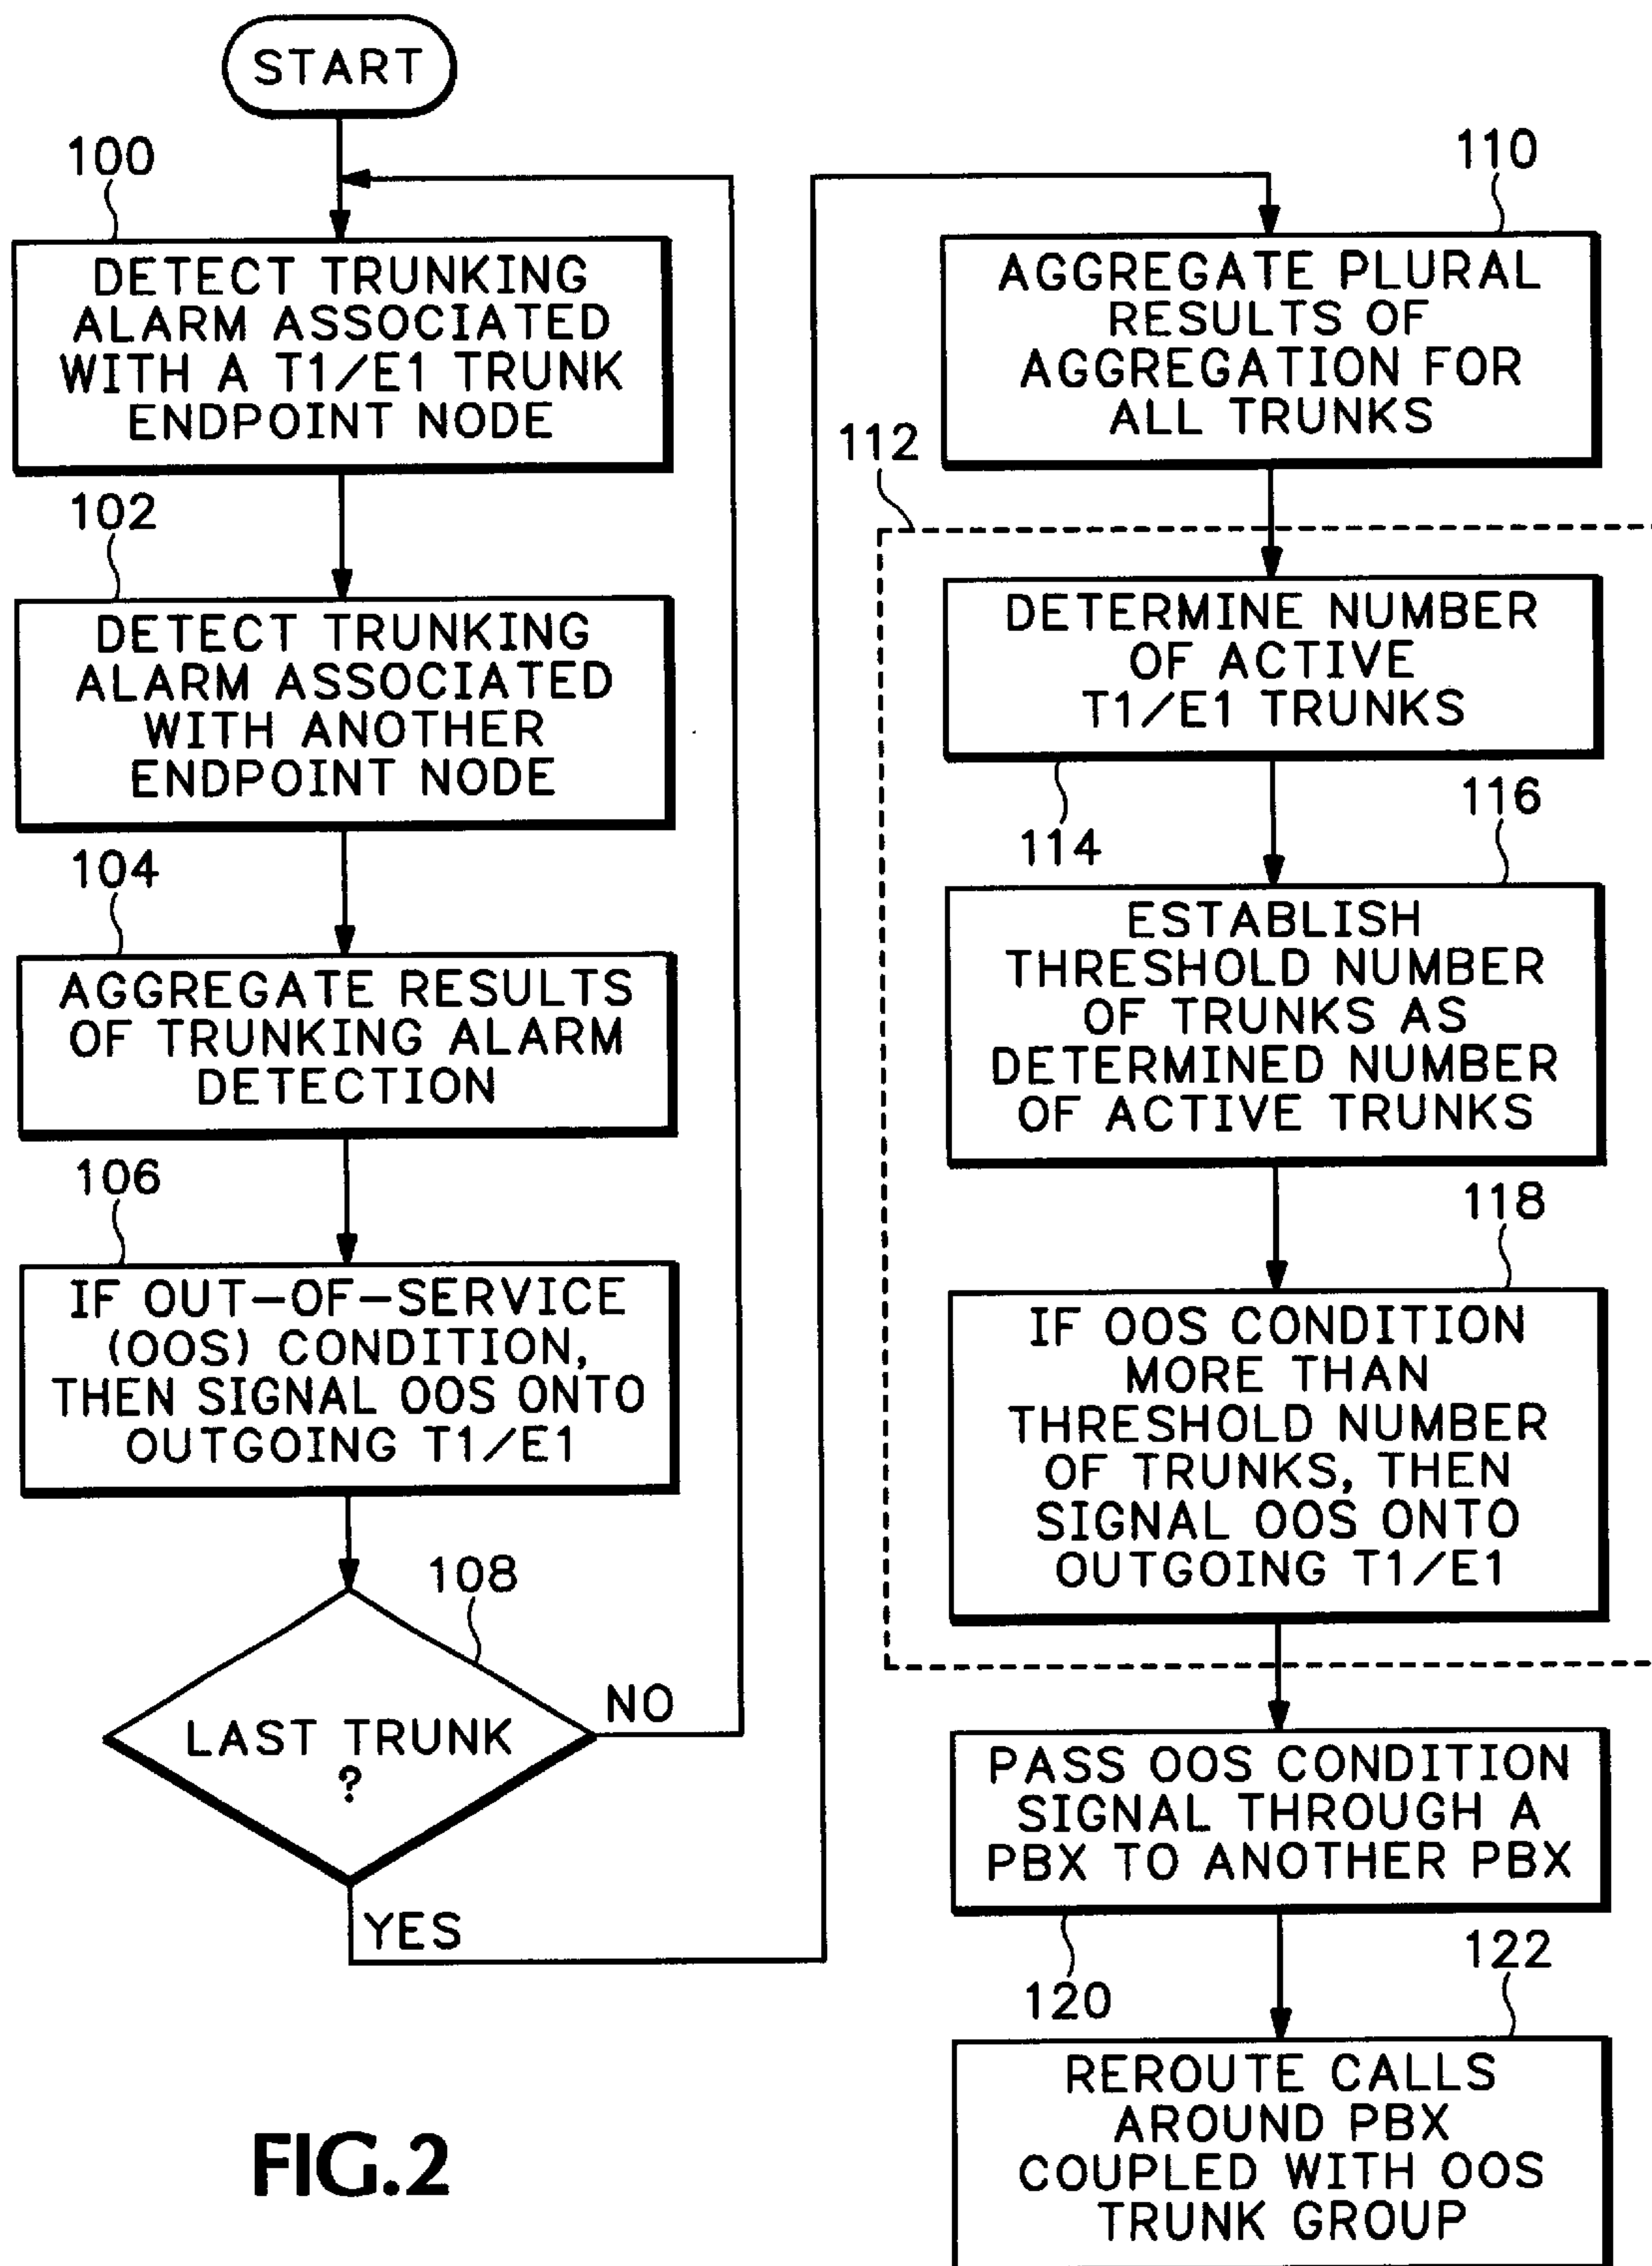 START
100
DETECT TRUNKING
ALARM ASSOCIATED
WITH A T1/E1 TRUNK
ENDPOINT NODE
102
DETECT TRUNKING
ALARM ASSOCIATED
WITH ANOTHER
ENDPOINT NODE
104
AGGREGATE RESULTS
OF TRUNKING ALARM
DETECTION
106
IF OUT-OF-SERVICE
(OOS) CONDITION,
THEN SIGNAL OOS ONTO
OUTGOING T1/E1
108
LAST TRUNK
?
NO
YES
110
AGGREGATE PLURAL
RESULTS OF
AGGREGATION FOR
ALL TRUNKS
112
DETERMINE NUMBER
OF ACTIVE
T1/E1 TRUNKS
114
116
ESTABLISH
THRESHOLD NUMBER
OF TRUNKS AS
DETERMINED NUMBER
OF ACTIVE TRUNKS
118
IF OOS CONDITION
MORE THAN
THRESHOLD NUMBER
OF TRUNKS, THEN
SIGNAL OOS ONTO
OUTGOING T1/E1
PASS OOS CONDITION
SIGNAL THROUGH A
PBX TO ANOTHER PBX
120
122
REROUTE CALLS
AROUND PBX
COUPLED WITH OOS
TRUNK GROUP
FIG.2